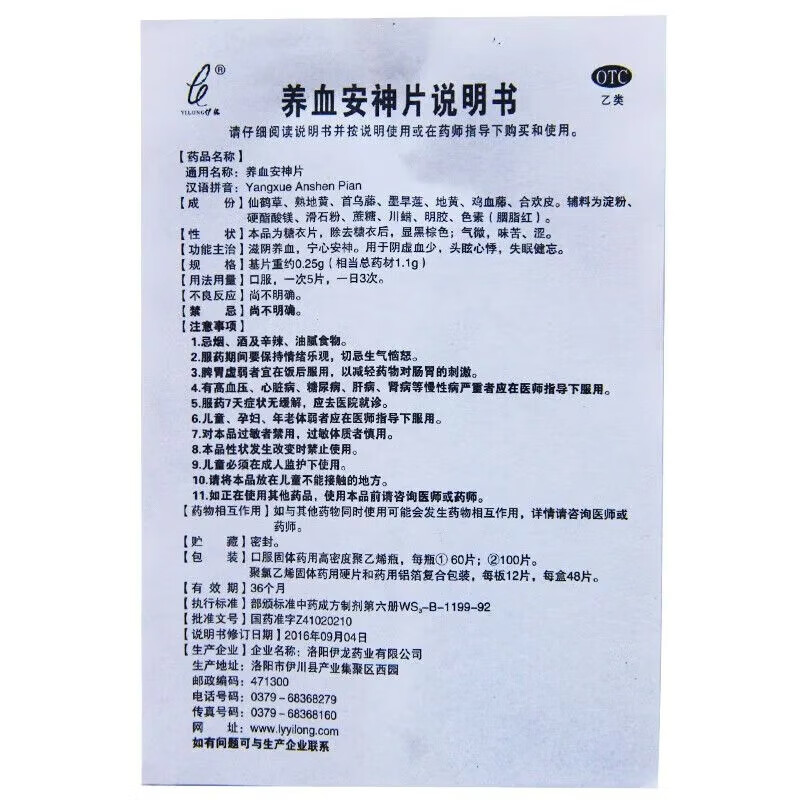 ®
YILONG伊龙
OTC
乙类
养血安神片说明书
请仔细阅读说明书并按说明使用或在药师指导下购买和使用。
【药品名称】
通用名称：养血安神片
汉语拼音：Yangxue Anshen Pian
【成 份】仙鹤草、熟地黄、首乌藤、墨旱莲、地黄、鸡血藤、合欢皮。辅料为淀粉、
硬酯酸镁、滑石粉、蔗糖、川蜡、明胶、色素（胭脂红）。
【性 状】本品为糖衣片，除去糖衣后，显黑棕色；气微，味苦、涩。
【功能主治】滋阴养血，宁心安神。用于阴虚血少，头眩心悸，失眠健忘。
【规 格】基片重约0.25g（相当总药材1.1g）
【用法用量】口服，一次5片，一日3次。
【不良反应】尚不明确。
【禁 忌】尚不明确。
【注意事项】
1.忌烟、酒及辛辣、油腻食物。
2.服药期间要保持情绪乐观，切忌生气恼怒。
3.脾胃虚弱者宜在饭后服用，以减轻药物对肠胃的刺激。
4.有高血压、心脏病、糖尿病、肝病、肾病等慢性病严重者应在医师指导下服用。
5.服药7天症状无缓解，应去医院就诊。
6.儿童、孕妇、年老体弱者应在医师指导下服用。
7.对本品过敏者禁用，过敏体质者慎用。
8.本品性状发生改变时禁止使用。
9.儿童必须在成人监护下使用。
10.请将本品放在儿童不能接触的地方。
11.如正在使用其他药品，使用本品前请咨询医师或药师。
【药物相互作用】如与其他药物同时使用可能会发生药物相互作用，详情请咨询医师或
药师。
【贮 藏】密封。
【包 装】口服固体药用高密度聚乙烯瓶，每瓶①60片；②100片。
聚氯乙烯固体药用硬片和药用铝箔复合包装，每板12片，每盒48片。
【有 效 期】36个月
【执行标准】部颁标准中药成方制剂第六册WS₃-B-1199-92
【批准文号】国药准字Z41020210
【说明书修订日期】2016年09月04日
【生产企业】企业名称：洛阳伊龙药业有限公司
生产地址：洛阳市伊川县产业集聚区西园
邮政编码：471300
电话号码：0379-68368279
传真号码：0379-68368160
网 址：www.lyyilong.com
如有问题可与生产企业联系